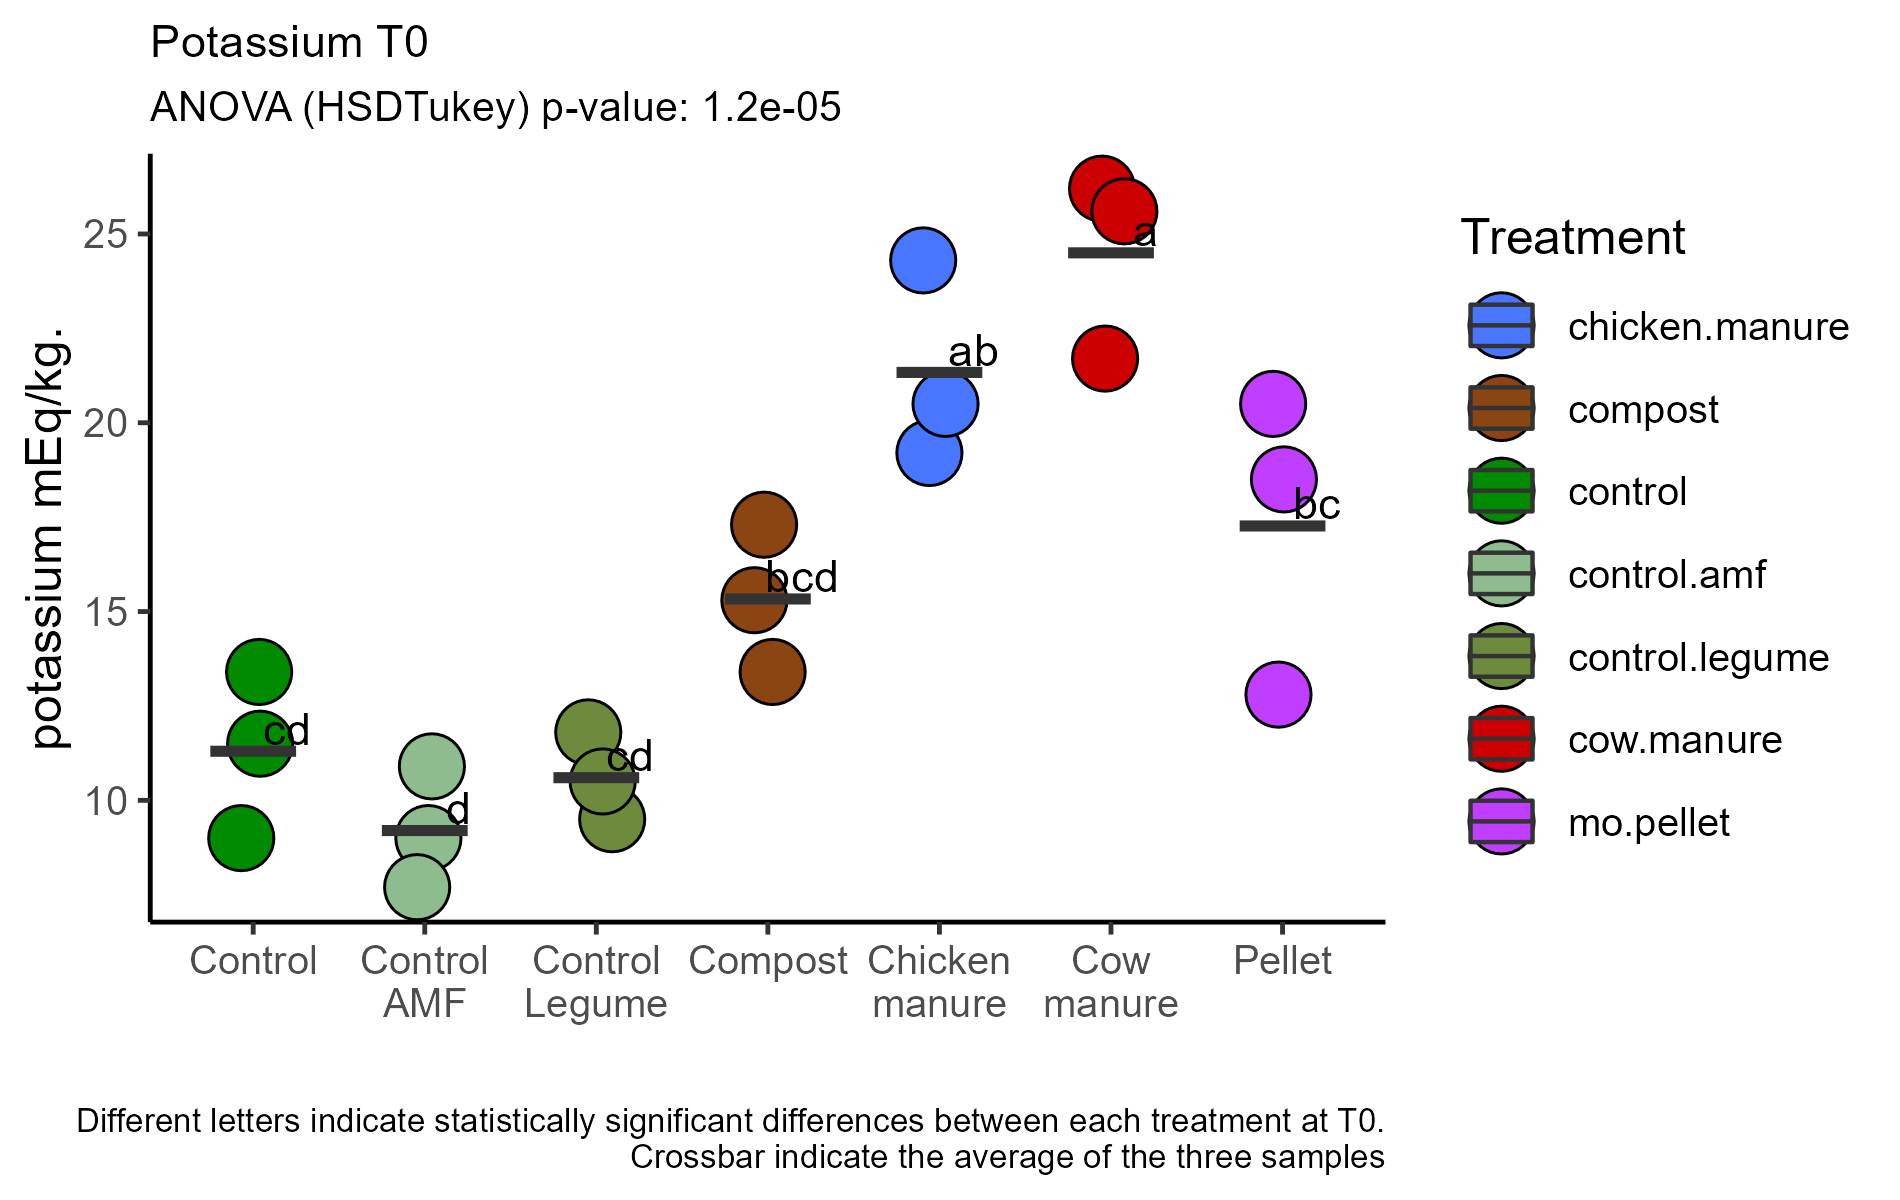 Potassium T0
ANOVA (HSDTukey) p-value: 1.2e-05
potassium mEq/kg.
25
20
15
10
cd
d
cd
bcd
ab
a
bc
Control
Control
AMF
Control
Legume
Compost
Chicken
manure
Cow
manure
Pellet
Treatment
chicken.manure
compost
control
control.amf
control.legume
cow.manure
mo.pellet
Different letters indicate statistically significant differences between each treatment at T0.
Crossbar indicate the average of the three samples